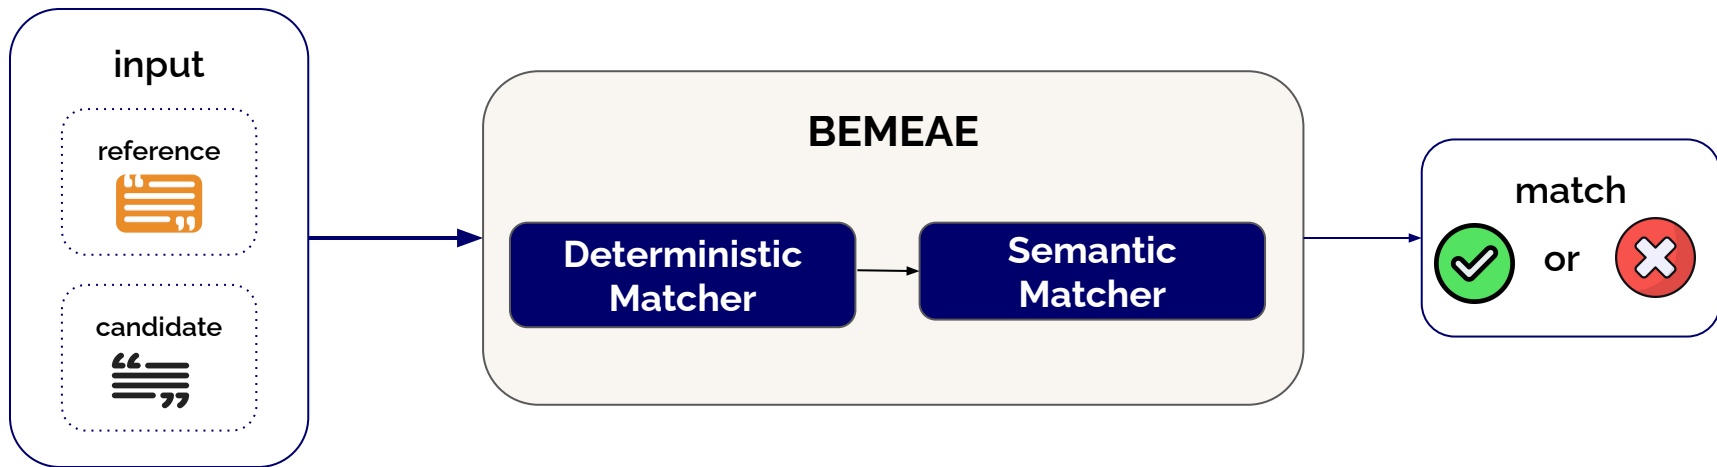 input
reference
candidate
BEMEAE
Deterministic
Matcher
Semantic
Matcher
match
or